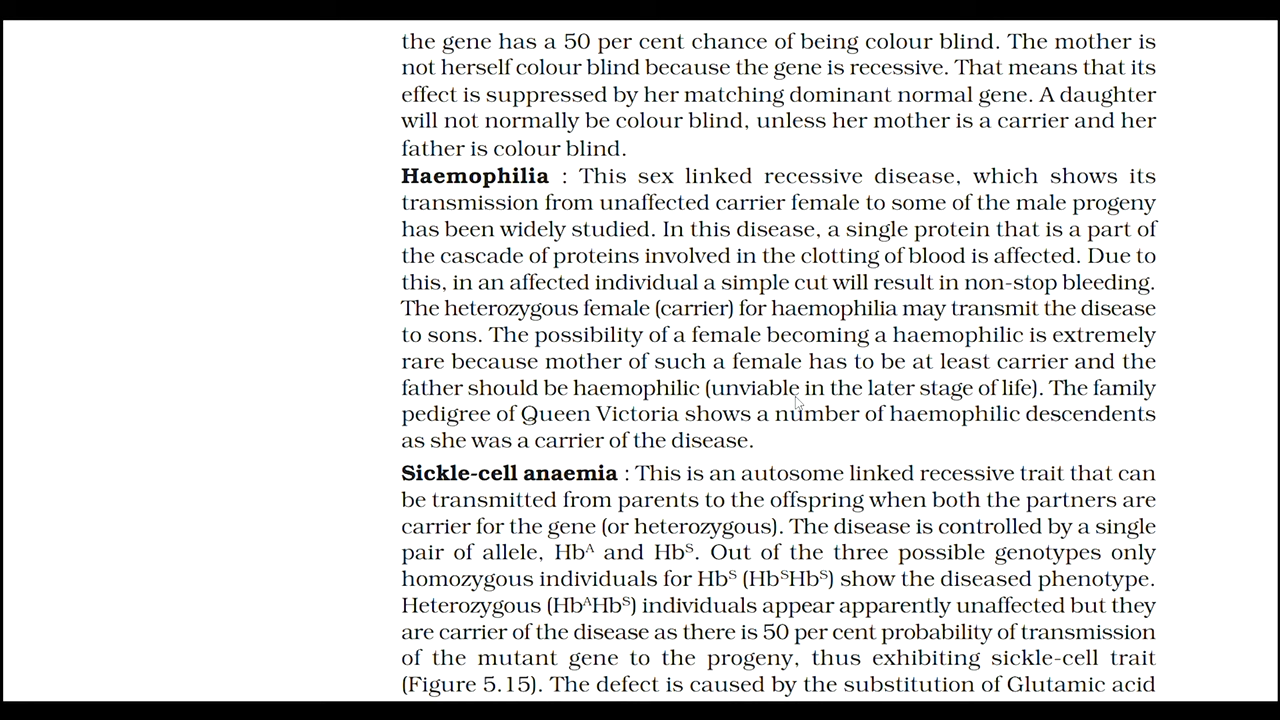 the gene has a 50 per cent chance of being colour blind. The mother is
not herself colour blind because the gene is recessive. That means that its
effect is suppressed by her matching dominant normal gene. A daughter
will not normally be colour blind, unless her mother is a carrier and her
father is colour blind.
Haemophilia : This sex linked recessive disease, which shows its
transmission from unaffected carrier female to some of the male progeny
has been widely studied. In this disease, a single protein that is a part of
the cascade of proteins involved in the clotting of blood is affected. Due to
this, in an affected individual a simple cut will result in non-stop bleeding.
The heterozygous female (carrier) for haemophilia may transmit the disease
to sons. The possibility of a female becoming a haemophilic is extremely
rare because mother of such a female has to be at least carrier and the
father should be haemophilic (unviable in the later stage of life). The family
pedigree of Queen Victoria shows a number of haemophilic descendents
as she was a carrier of the disease.
Sickle-cell anaemia : This is an autosome linked recessive trait that can
be transmitted from parents to the offspring when both the partners are
carrier for the gene (or heterozygous). The disease is controlled by a single
pair of allele, Hbᴬ and Hbˢ. Out of the three possible genotypes only
homozygous individuals for Hbˢ (HbˢHbˢ) show the diseased phenotype.
Heterozygous (HbᴬHbˢ) individuals appear apparently unaffected but they
are carrier of the disease as there is 50 per cent probability of transmission
of the mutant gene to the progeny, thus exhibiting sickle-cell trait
(Figure 5.15). The defect is caused by the substitution of Glutamic acid